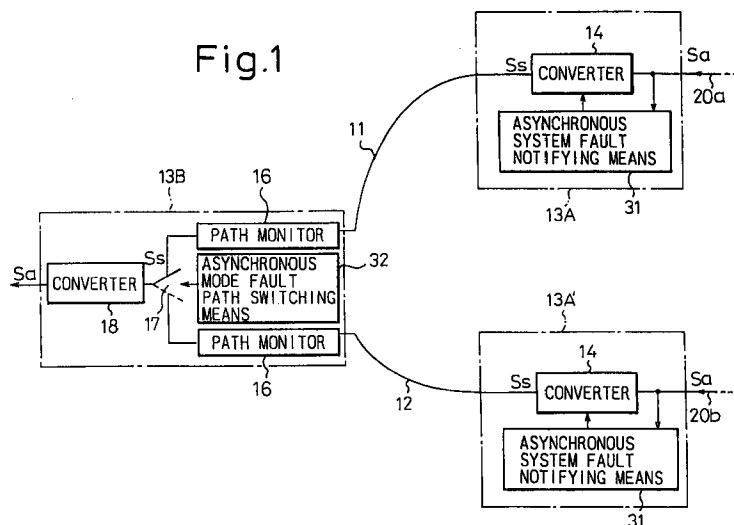 Fig.1
14
Ss
CONVERTER
Sa
20a
ASYNCHRONOUS
SYSTEM FAULT
NOTIFYING MEANS
31
13A
11
13B
16
PATH MONITOR
Ss
Sa
CONVERTER
18
17
ASYNCHRONOUS
MODE FAULT
PATH SWITCHING
MEANS
32
PATH MONITOR
16
12
13A'
14
Ss
CONVERTER
Sa
20b
ASYNCHRONOUS
SYSTEM FAULT
NOTIFYING MEANS
31